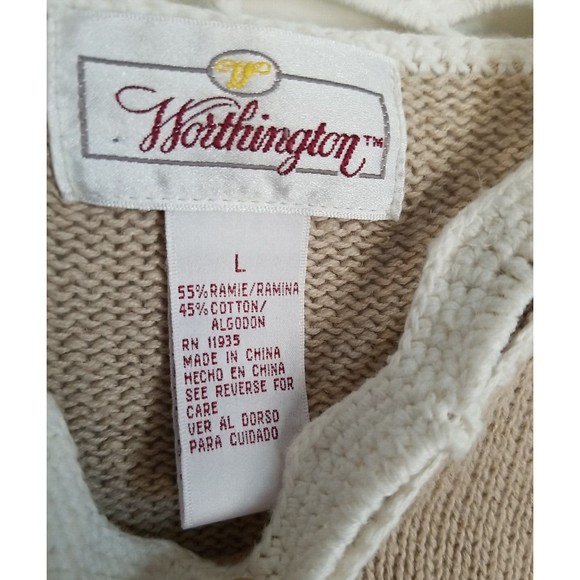 W
Worthington™
L
55% RAMIE/RAMINA
45% COTTON/
ALGODON
RN 11935
MADE IN CHINA
HECHO EN CHINA
SEE REVERSE FOR
CARE
VER AL DORSO
PARA CUIDADO